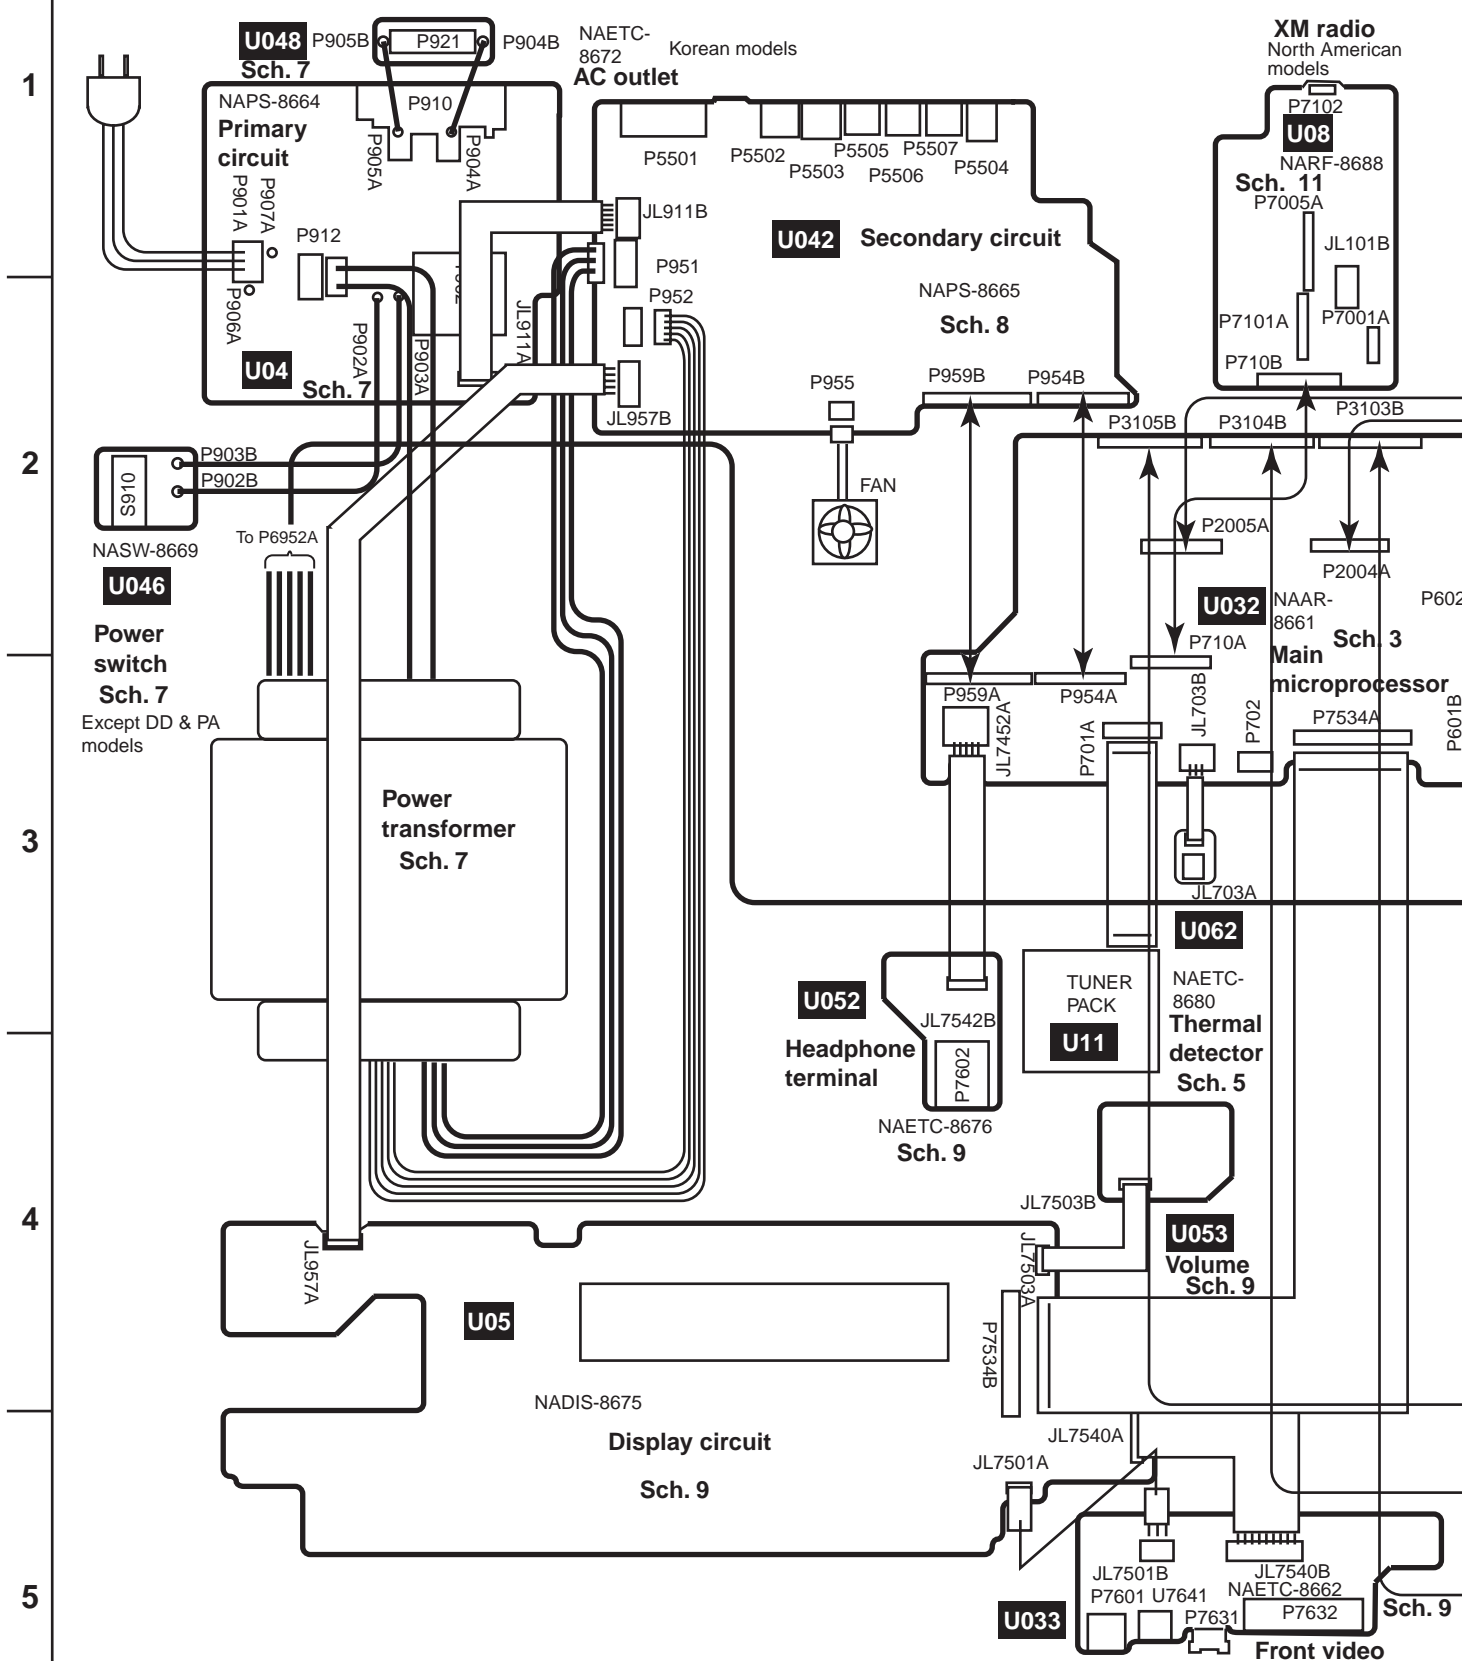 1
2
3
4
5
U048
Sch. 7
P905B
P921
P904B
NAETC-
8672
Korean models
AC outlet
NAPS-8664
Primary
circuit
P910
P905A
P904A
P901A
P907A
P906A
P912
P902A
P903A
JL911A
U04
Sch. 7
P5501
P5502
P5503
P5505
P5506
P5507
P5504
JL911B
P951
P952
JL957B
U042
Secondary circuit
NAPS-8665
Sch. 8
P955
P959B
P954B
FAN
XM radio
North American
models
P7102
U08
NARF-8688
Sch. 11
P7005A
JL101B
P7101A
P7001A
P710B
P3105B
P3104B
P3103B
P903B
P902B
S910
NASW-8669
U046
Power
switch
Sch. 7
Except DD & PA
models
To P6952A
P2005A
P2004A
U032
NAAR-
8661
Sch. 3
P602
P710A
Main
microprocessor
P959A
P954A
JL7452A
P701A
JL703B
P702
P7534A
P601B
Power
transformer
Sch. 7
JL703A
U062
NAETC-
8680
Thermal
detector
Sch. 5
TUNER
PACK
U11
U052
Headphone
terminal
JL7542B
P7602
NAETC-8676
Sch. 9
JL7503B
U053
Volume
Sch. 9
JL7503A
JL957A
U05
P7534B
NADIS-8675
Display circuit
Sch. 9
JL7540A
JL7501A
JL7501B
JL7540B
NAETC-8662
P7601
U7641
P7631
P7632
Sch. 9
U033
Front video